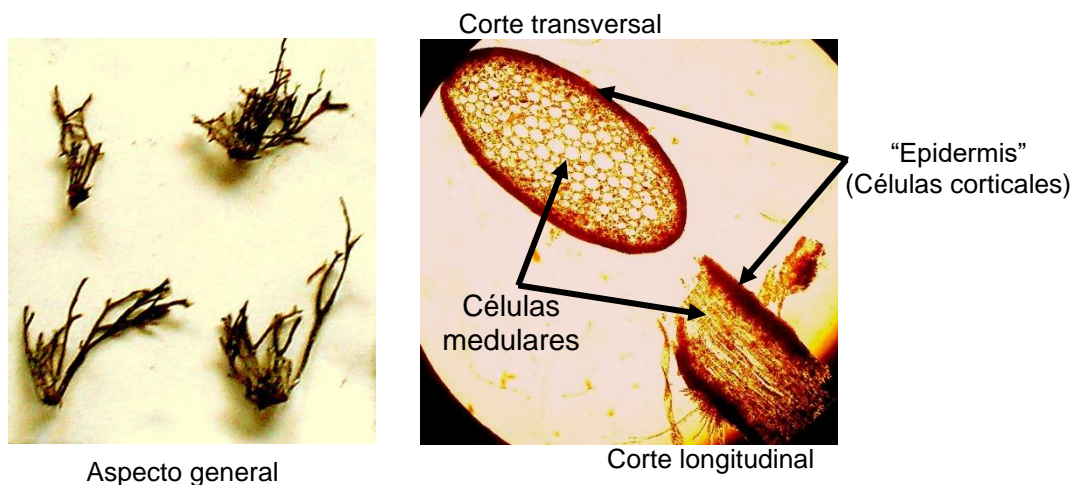 Corte transversal
“Epidermis”
(Células corticales)
Células
medulares
Aspecto general
Corte longitudinal